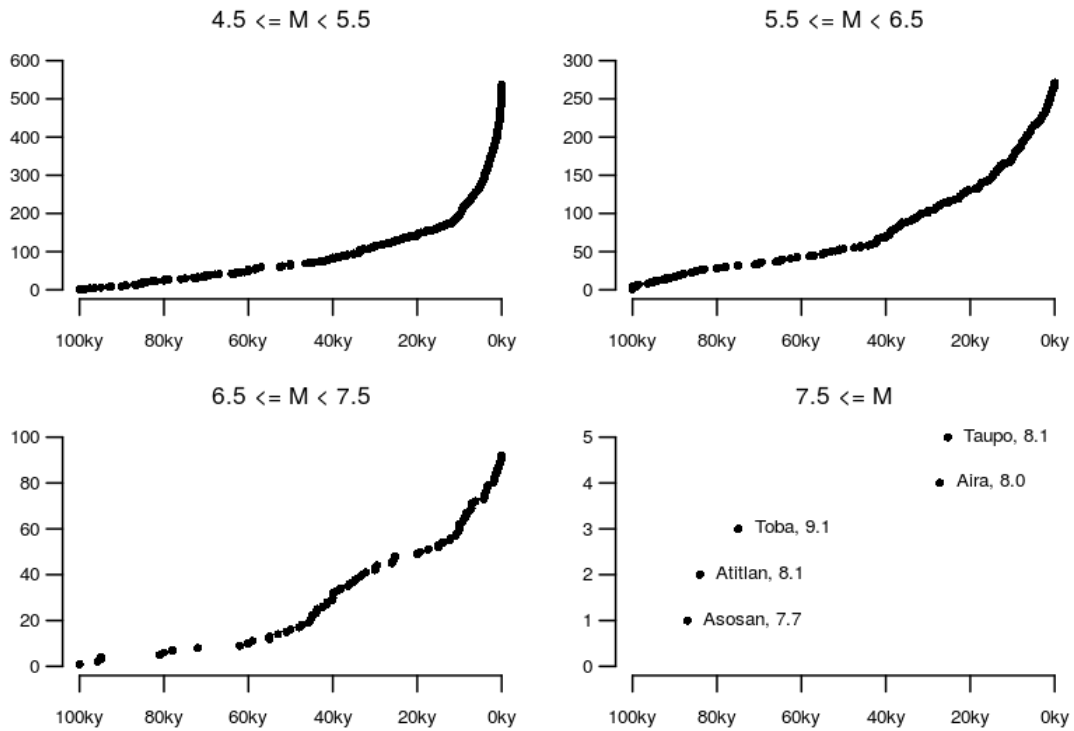 4.5 <= M < 5.5
600
500
400
300
200
100
0
100ky 80ky 60ky 40ky 20ky 0ky
5.5 <= M < 6.5
300
250
200
150
100
50
0
100ky 80ky 60ky 40ky 20ky 0ky
6.5 <= M < 7.5
100
80
60
40
20
0
100ky 80ky 60ky 40ky 20ky 0ky
7.5 <= M
5
4
3
2
1
0
Taupo, 8.1
Aira, 8.0
Toba, 9.1
Atitlan, 8.1
Asosan, 7.7
100ky 80ky 60ky 40ky 20ky 0ky